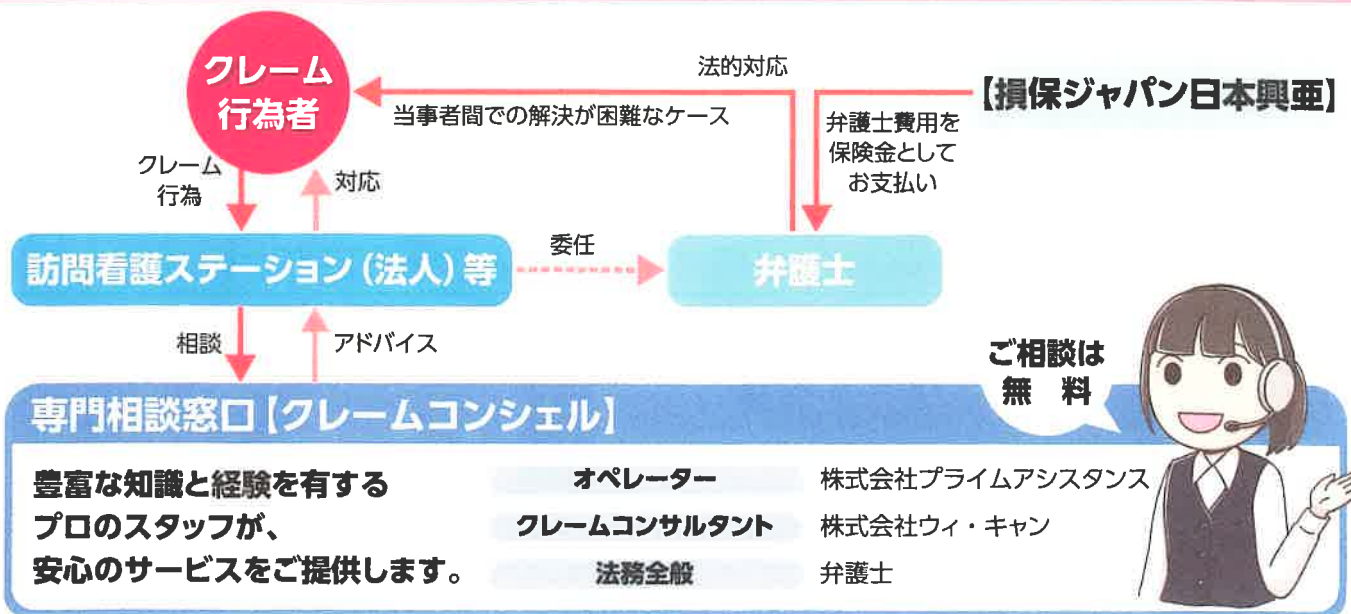 クレーム
行為者
法的対応
当事者間での解決が困難なケース
【損保ジャパン日本興亜】
弁護士費用を
保険金として
お支払い
クレーム
行為
対応
訪問看護ステーション（法人）等
委任
弁護士
相談
アドバイス
ご相談は
無　料
専門相談窓口【クレームコンシェル】
豊富な知識と経験を有する
プロのスタッフが、
安心のサービスをご提供します。
オペレーター　株式会社プライムアシスタンス
クレームコンサルタント　株式会社ウィ・キャン
法務全般　弁護士